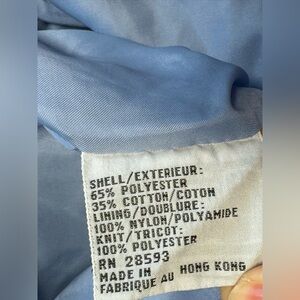 SHELL/EXTERIEUR:
65% POLYESTER
35% COTTON/COTON
LINING/DOUBLURE:
100% NYLON/POLYAMIDE
KNIT/TRICOT:
100% POLYESTER
RN 28593
MADE IN
FABRIQUE AU HONG KONG